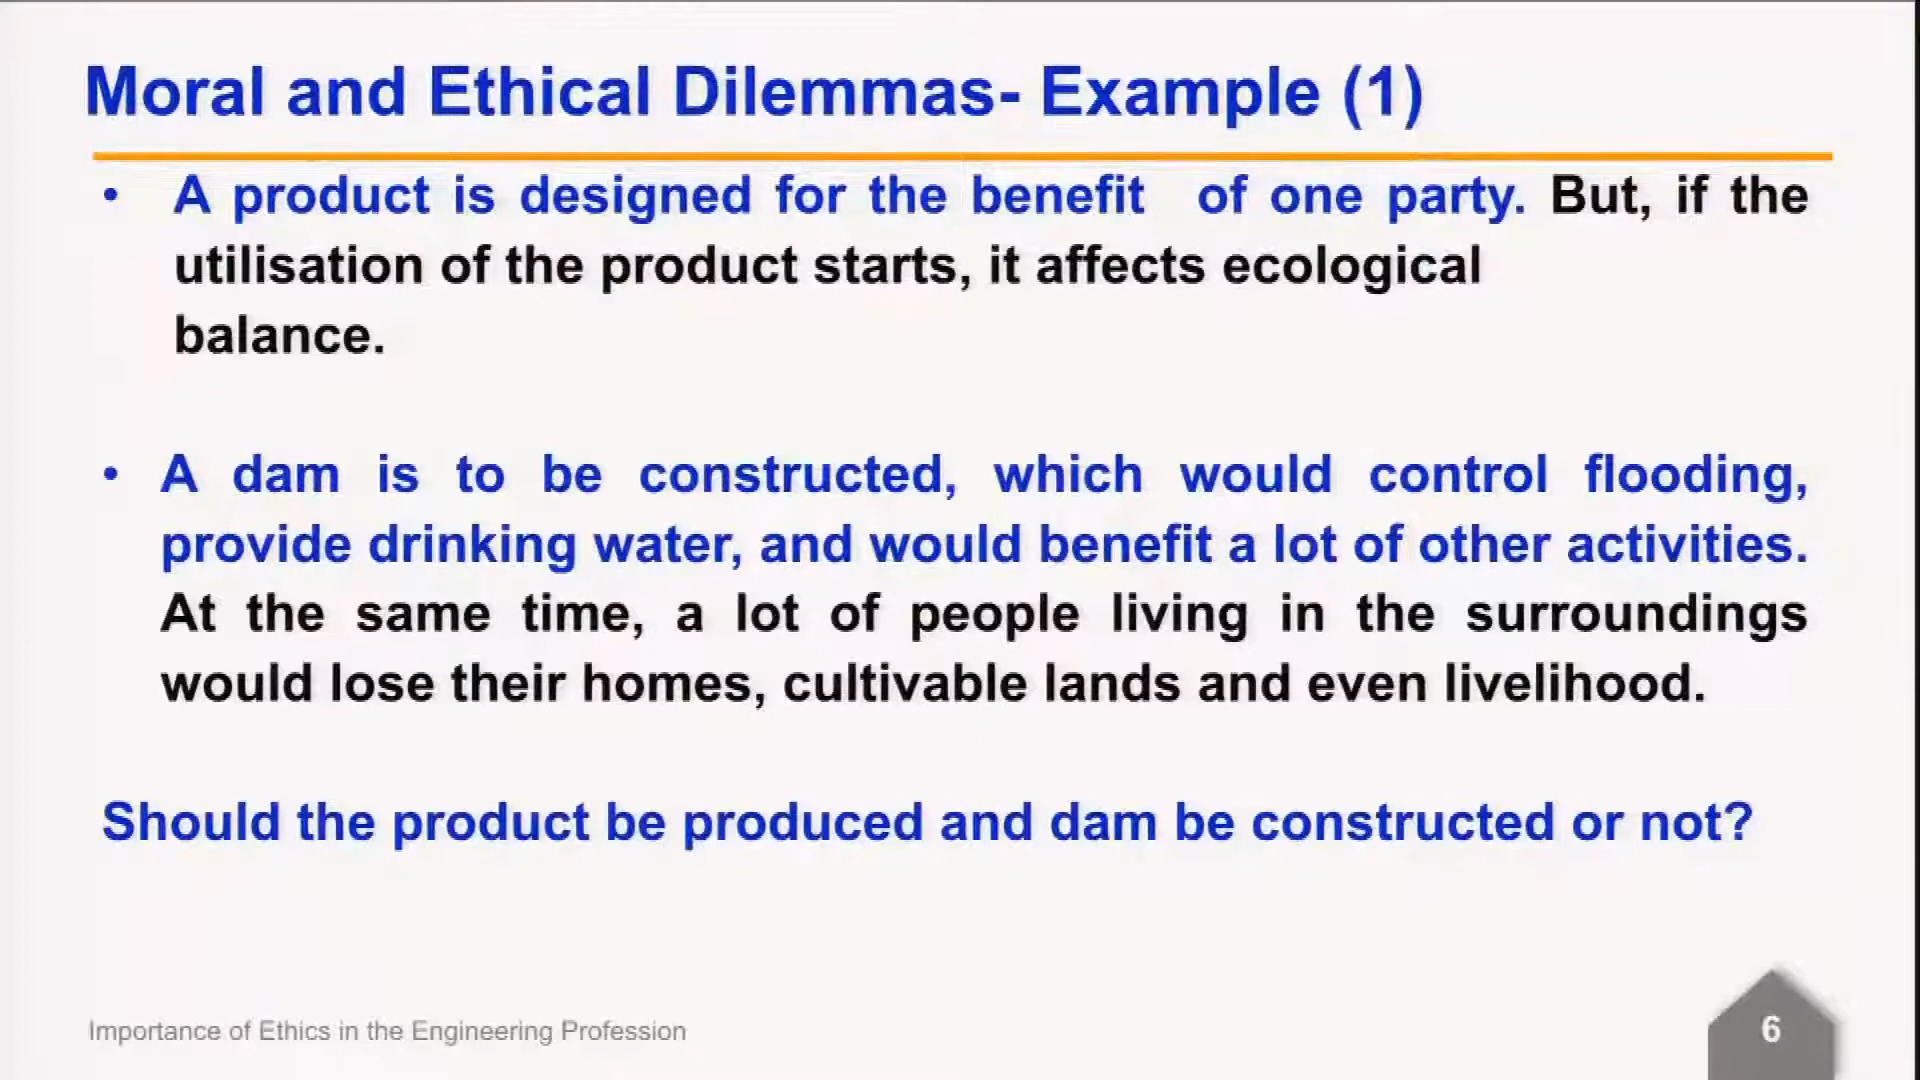 Moral and Ethical Dilemmas- Example (1)
• A product is designed for the benefit of one party. But, if the
utilisation of the product starts, it affects ecological
balance.
• A dam is to be constructed, which would control flooding,
provide drinking water, and would benefit a lot of other activities.
At the same time, a lot of people living in the surroundings
would lose their homes, cultivable lands and even livelihood.
Should the product be produced and dam be constructed or not?
Importance of Ethics in the Engineering Profession
6